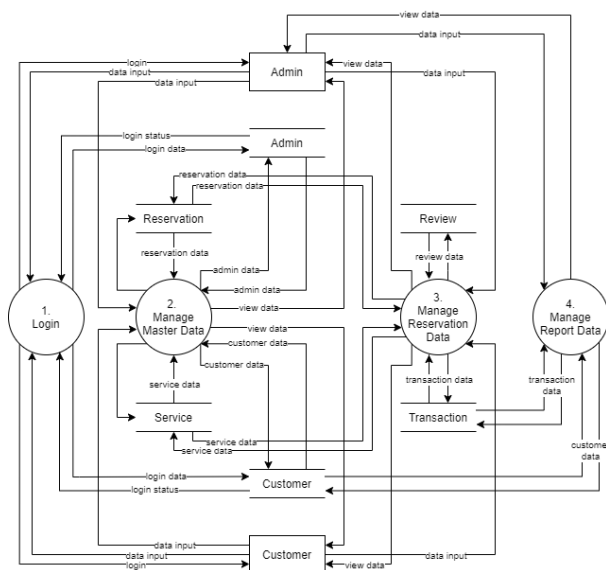 view data
data input
login
Admin
view data
data input
data input
data input
login status
Admin
login data
reservation data
reservation data
Reservation
Review
reservation data
review data
admin data
admin data
1.
Login
2.
Manage
Master Data
3.
Manage
Reservation
Data
4.
Manage
Report Data
view data
view data
customer data
customer data
service data
transaction data
transaction
data
Service
Transaction
service data
service data
customer
data
login data
Customer
login status
data input
Customer
data input
data input
login
view data